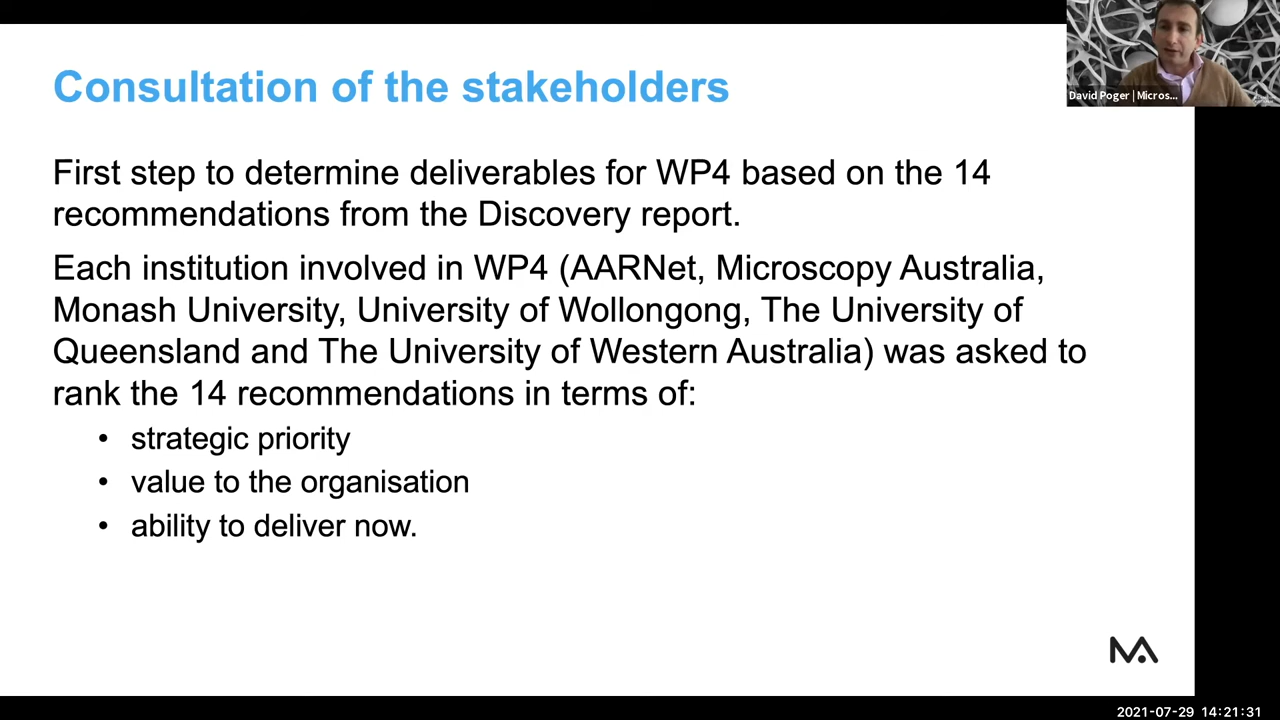 Consultation of the stakeholders
David Poger | Micros...
First step to determine deliverables for WP4 based on the 14
recommendations from the Discovery report.
Each institution involved in WP4 (AARNet, Microscopy Australia,
Monash University, University of Wollongong, The University of
Queensland and The University of Western Australia) was asked to
rank the 14 recommendations in terms of:
• strategic priority
• value to the organisation
• ability to deliver now.
MA
2021-07-29 14:21:31